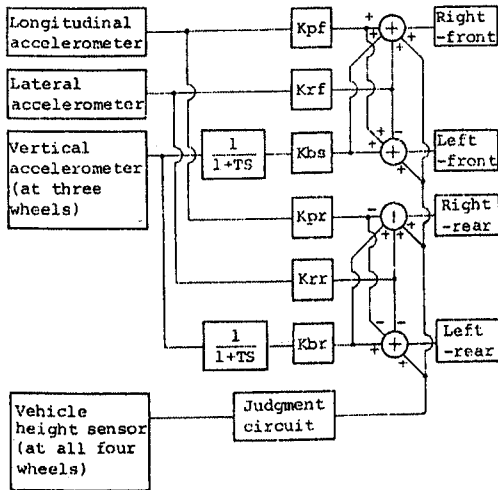 Longitudinal
accelerometer
Kpf
+
+
+
+
Right
-front
Lateral
accelerometer
Krf
Vertical
accelerometer
(at three
wheels)
1
1+TS
Kbs
+
+
-
+
+
Left
-front
Kpr
-
!
+
+
+
Right
-rear
Krr
1
1+TS
Kbr
-
-
+
+
+
Left
-rear
Vehicle
height sensor
(at all four
wheels)
Judgment
circuit